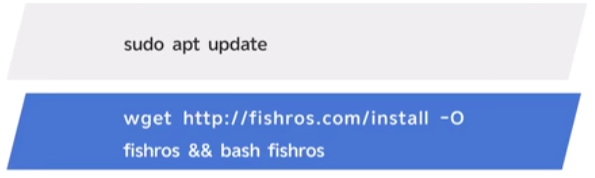 sudo apt update
wget http://fishros.com/install -O
fishros && bash fishros